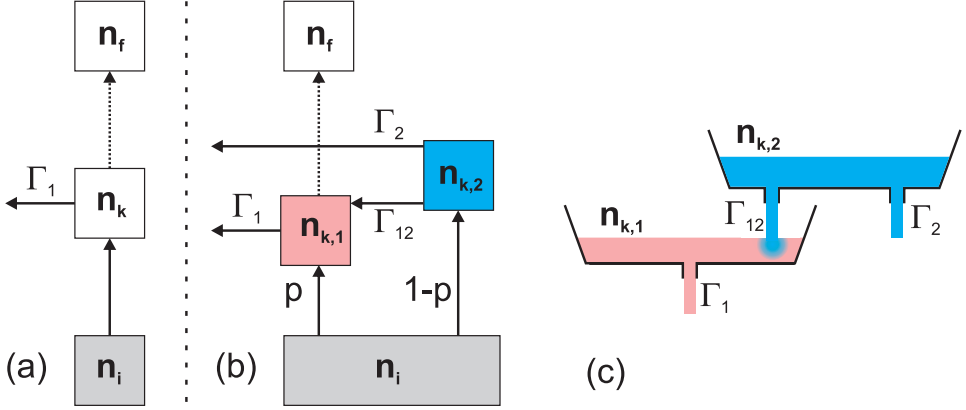 n_f
Γ_1
n_k
n_i
(a)
n_f
Γ_2
n_k,2
Γ_1
n_k,1
Γ_12
p
1-p
n_i
(b)
n_k,2
n_k,1
Γ_12
Γ_2
Γ_1
(c)